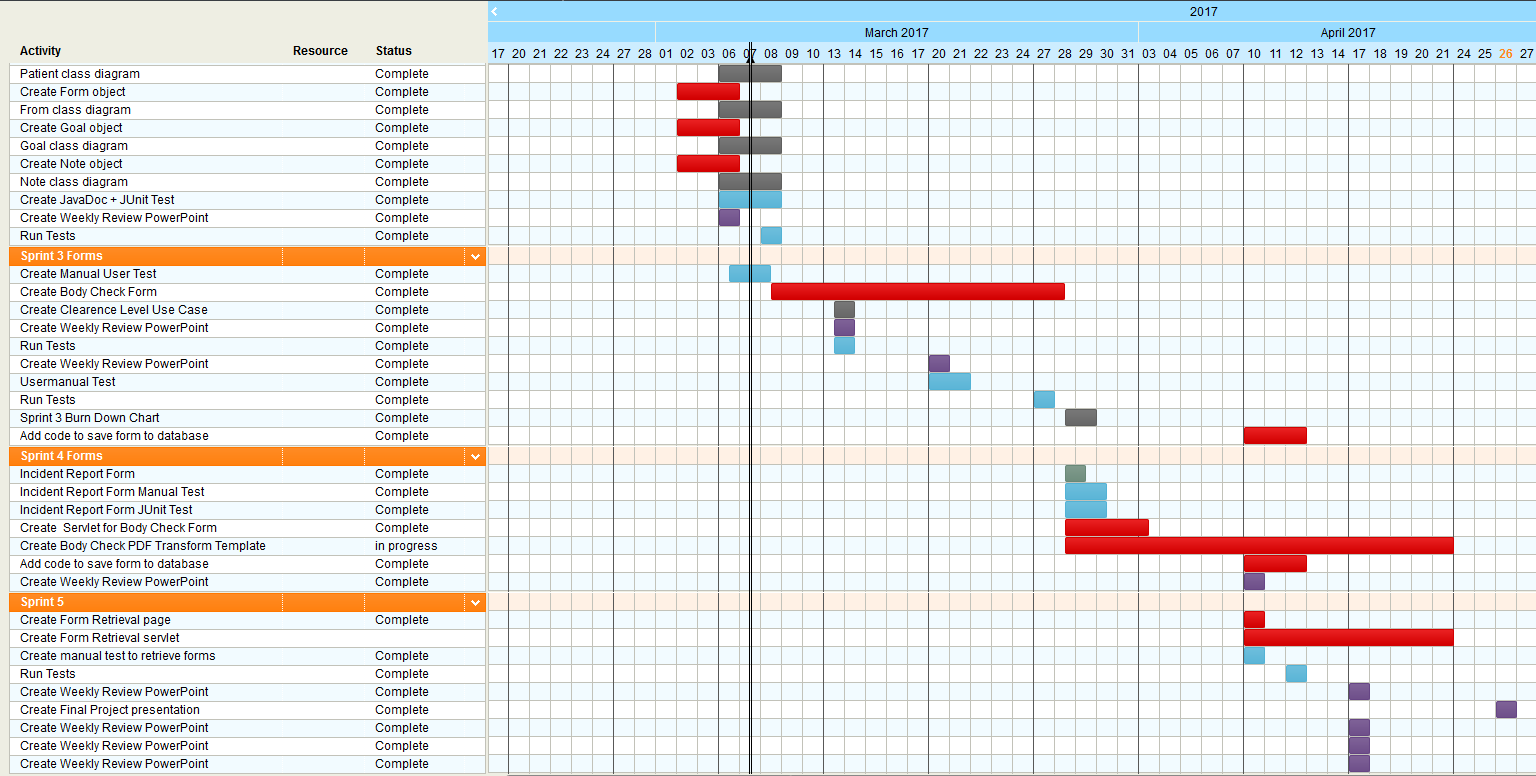 2017
March 2017 April 2017
Activity Resource Status 17 20 21 22 23 24 27 28 01 02 03 06 07 08 09 10 13 14 15 16 17 20 21 22 23 24 27 28 29 30 31 03 04 05 06 07 10 11 12 13 14 17 18 19 20 21 24 25 26 27
Patient class diagram Complete
Create Form object Complete
From class diagram Complete
Create Goal object Complete
Goal class diagram Complete
Create Note object Complete
Note class diagram Complete
Create JavaDoc + JUnit Test Complete
Create Weekly Review PowerPoint Complete
Run Tests Complete
Sprint 3 Forms
Create Manual User Test Complete
Create Body Check Form Complete
Create Clearence Level Use Case Complete
Create Weekly Review PowerPoint Complete
Run Tests Complete
Create Weekly Review PowerPoint Complete
Usermanual Test Complete
Run Tests Complete
Sprint 3 Burn Down Chart Complete
Add code to save form to database Complete
Sprint 4 Forms
Incident Report Form Complete
Incident Report Form Manual Test Complete
Incident Report Form JUnit Test Complete
Create Servlet for Body Check Form Complete
Create Body Check PDF Transform Template in progress
Add code to save form to database Complete
Create Weekly Review PowerPoint Complete
Sprint 5
Create Form Retrieval page Complete
Create Form Retrieval servlet
Create manual test to retrieve forms Complete
Run Tests Complete
Create Weekly Review PowerPoint Complete
Create Final Project presentation Complete
Create Weekly Review PowerPoint Complete
Create Weekly Review PowerPoint Complete
Create Weekly Review PowerPoint Complete